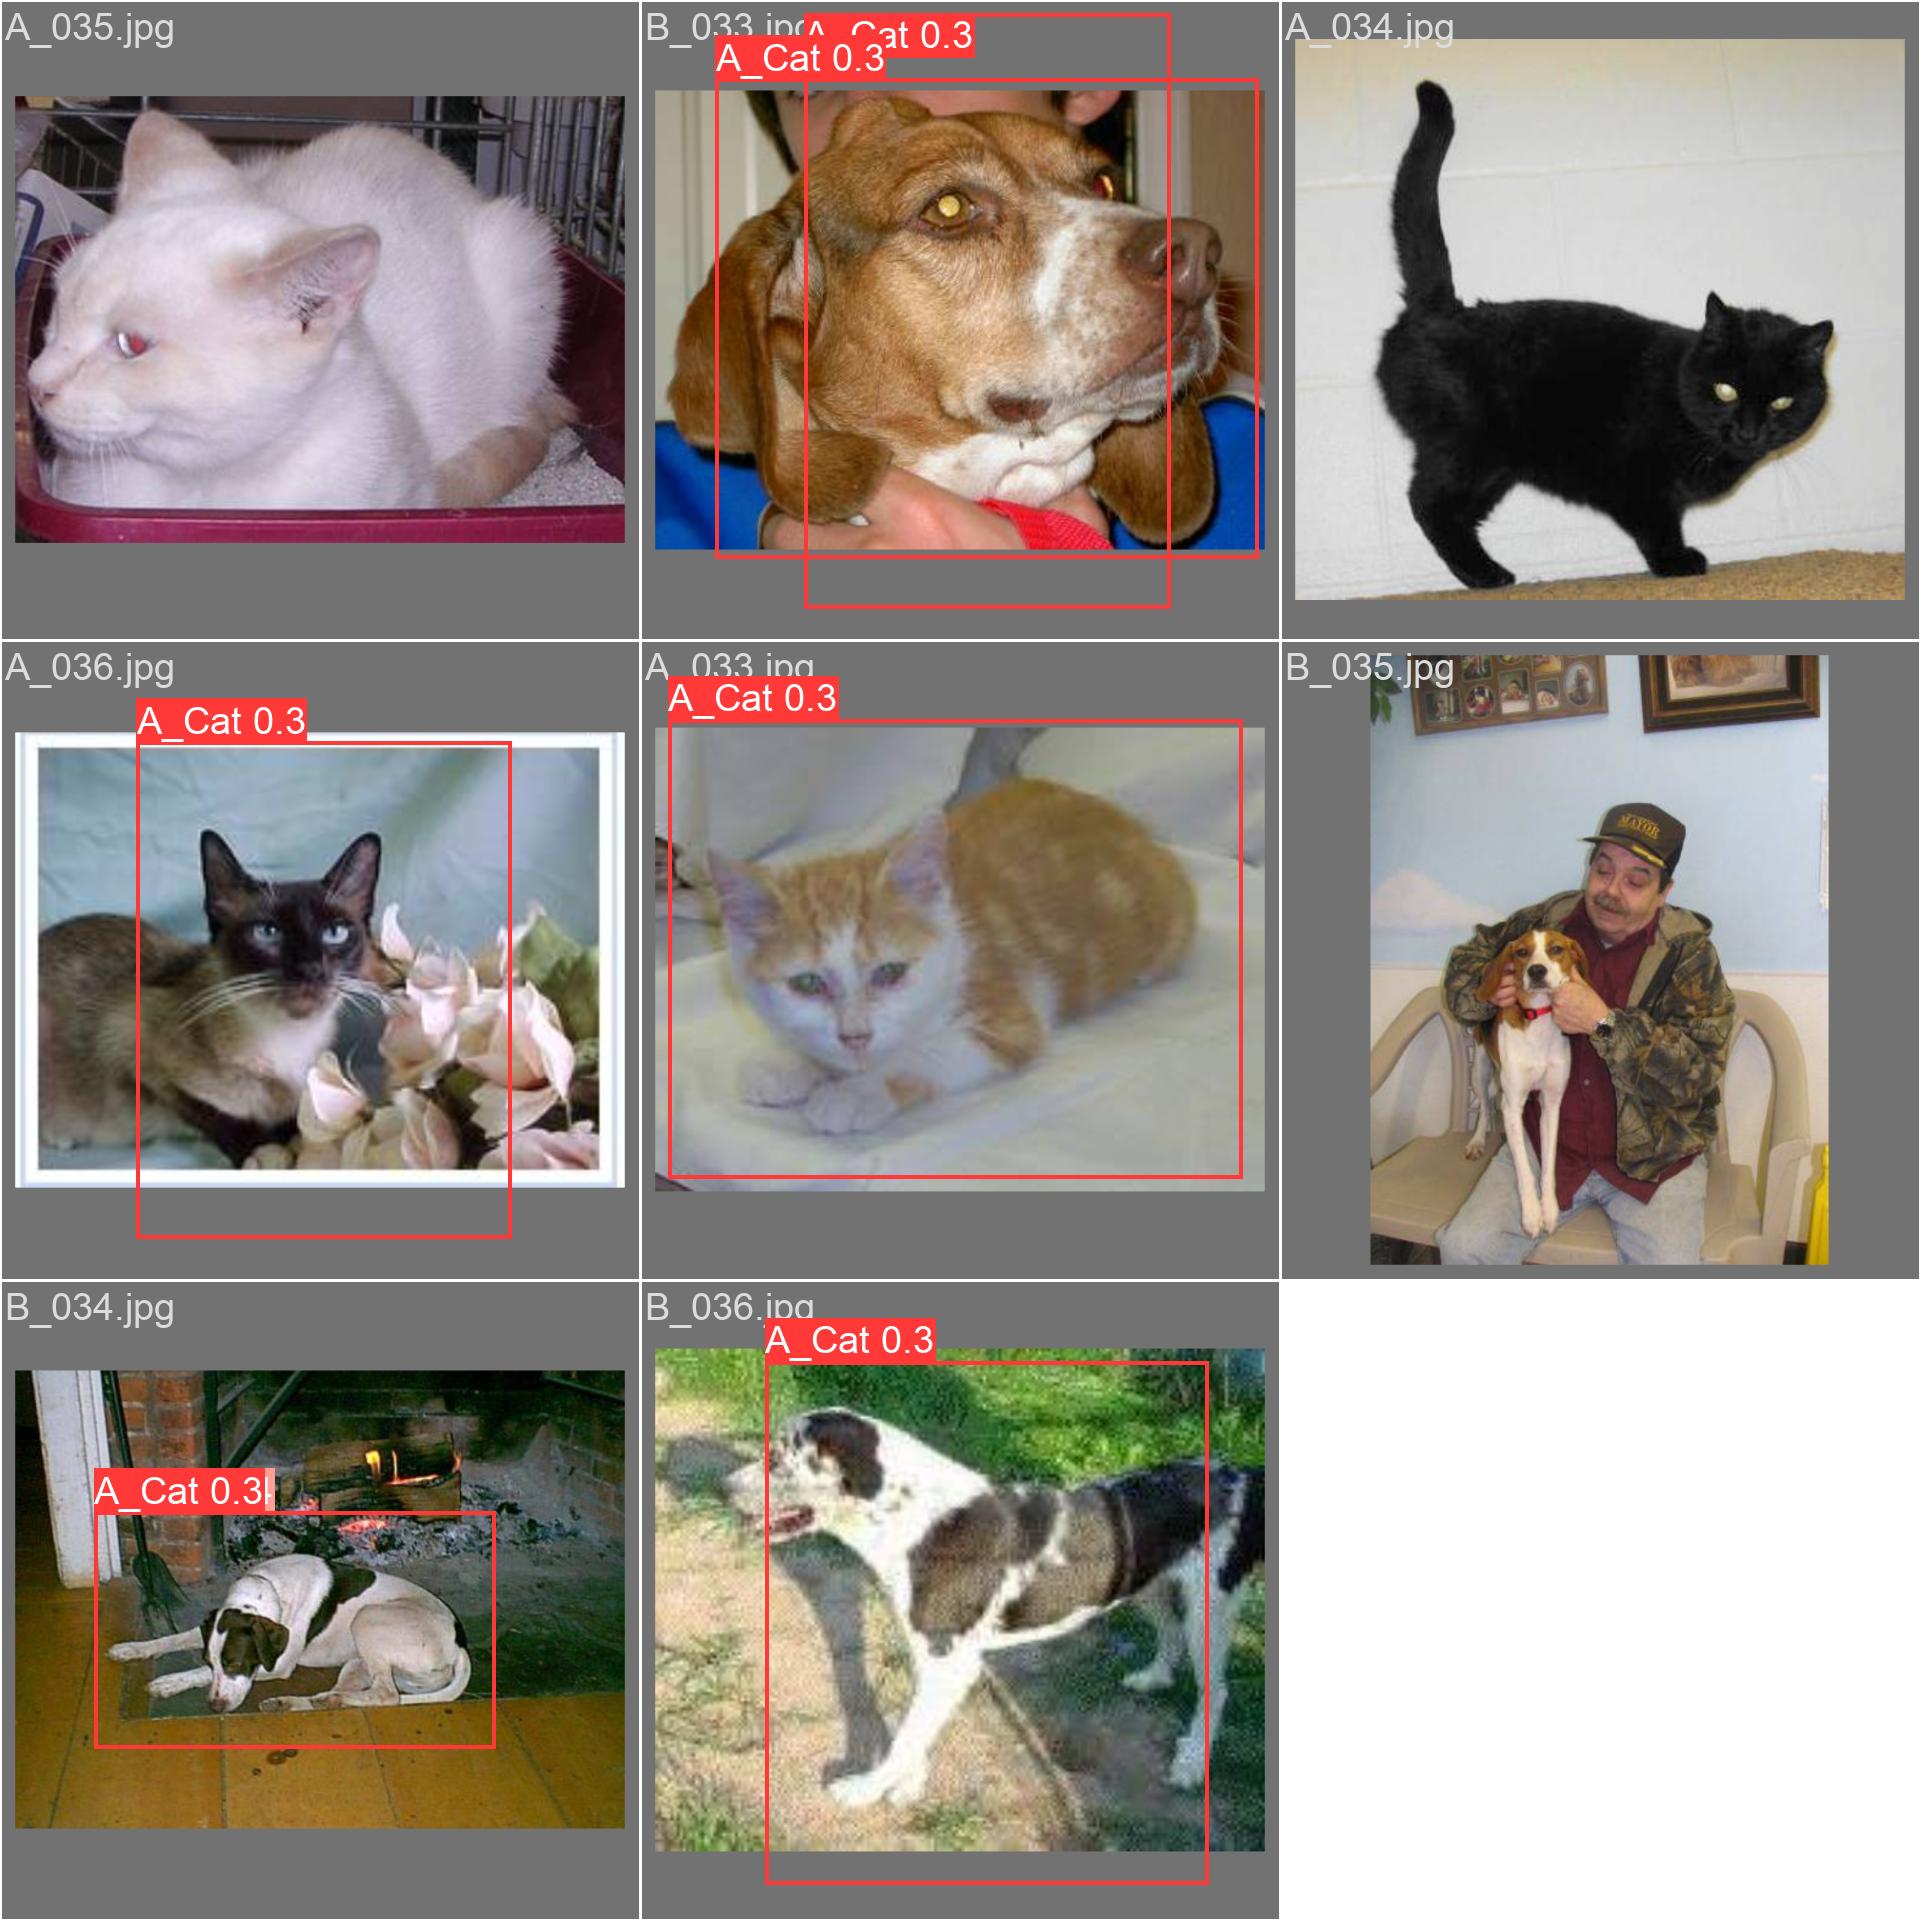 A_035.jpg
B_033.jpg
A_Cat 0.3
A_Cat 0.3
A_034.jpg
A_036.jpg
A_Cat 0.3
A_033.jpg
A_Cat 0.3
B_035.jpg
MAYOR
B_034.jpg
A_Cat 0.3
B_036.jpg
A_Cat 0.3